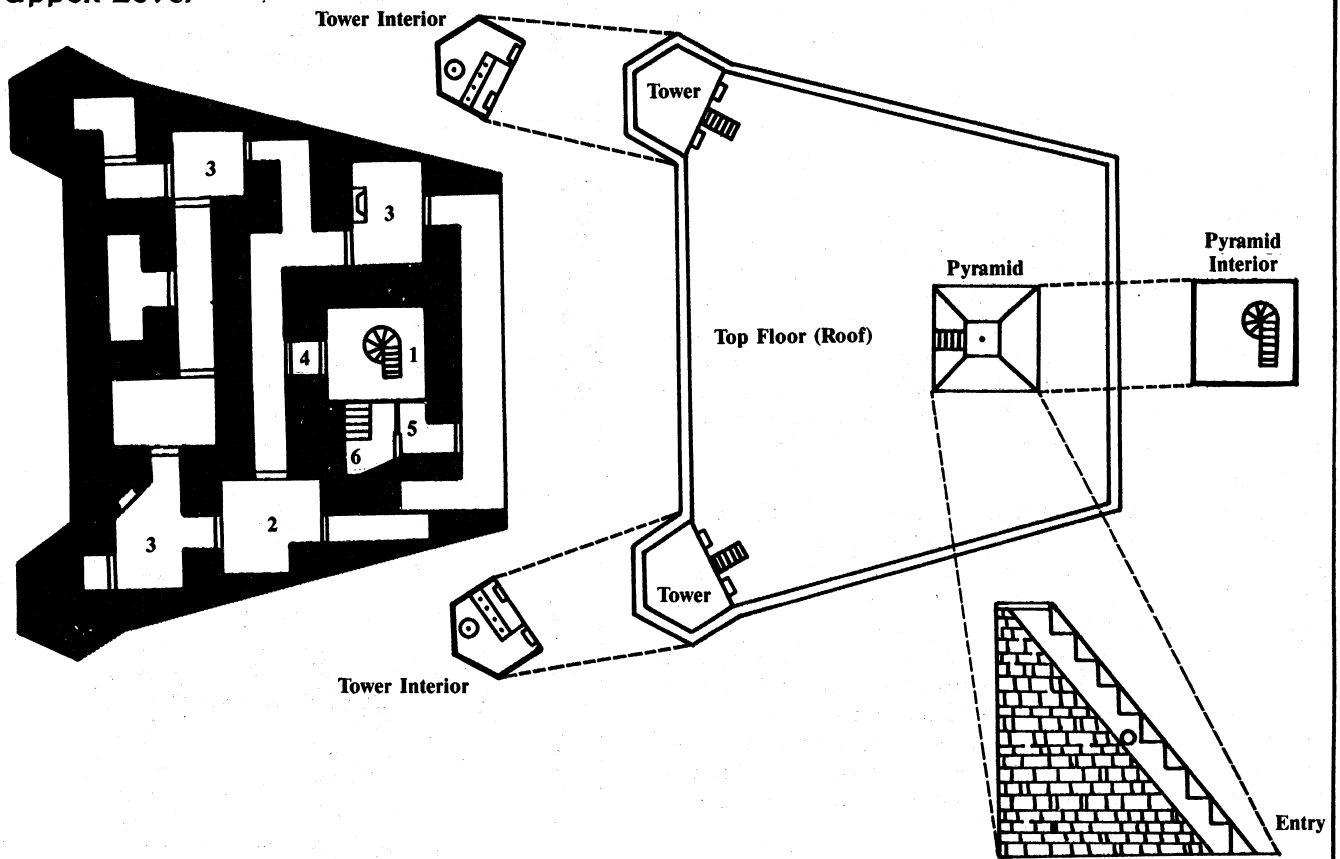 Upper Level
Tower Interior
Tower
3
3
Pyramid
Interior
Pyramid
Top Floor (Roof)
4
1
5
6
2
3
Tower
Tower Interior
Entry